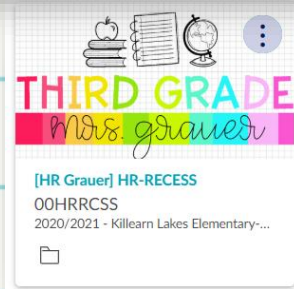 THIRD GRADE
mrs. grauer
[HR Grauer] HR-RECESS
00HRRCSS
2020/2021 - Killearn Lakes Elementary-...